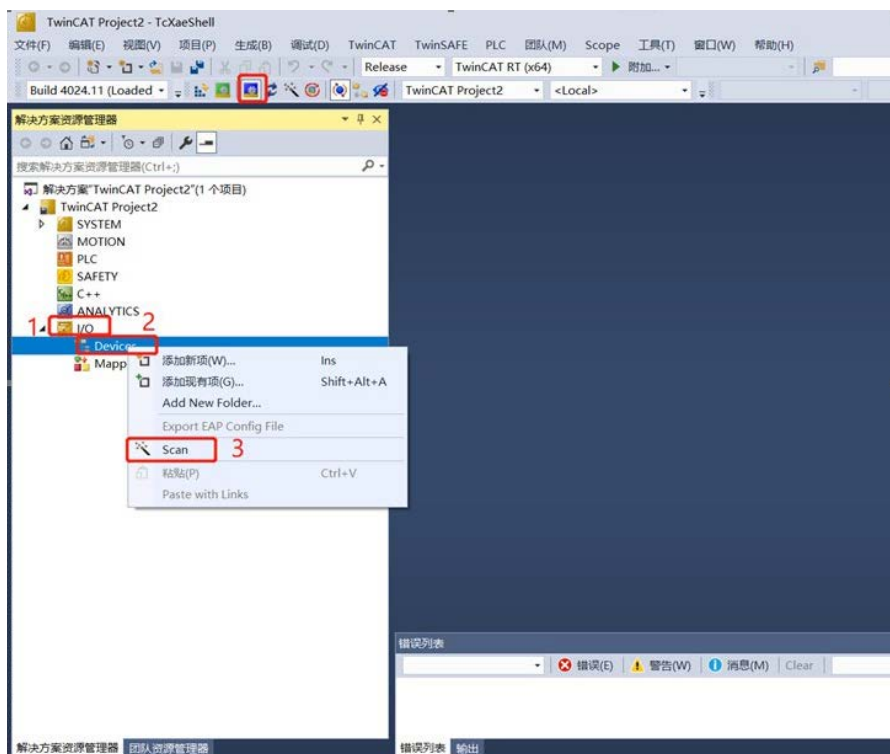 TwinCAT Project2 - TcXaeShell
文件(F) 编辑(E) 视图(V) 项目(P) 生成(B) 调试(D) TwinCAT TwinSAFE PLC 团队(M) Scope 工具(T) 窗口(W) 帮助(H)
Release TwinCAT RT (x64) 附加...
Build 4024.11 (Loaded TwinCAT Project2 <Local>
解决方案资源管理器
搜索解决方案资源管理器(Ctrl+;)
解决方案"TwinCAT Project2"(1 个项目)
TwinCAT Project2
SYSTEM
MOTION
PLC
SAFETY
C++
ANALYTICS
1 I/O 2
Devices
Mapp
添加新项(W)... Ins
添加现有项(G)... Shift+Alt+A
Add New Folder...
Export EAP Config File
Scan 3
粘贴(P) Ctrl+V
Paste with Links
错误列表
错误(E) 警告(W) 消息(M) Clear
解决方案资源管理器 团队资源管理器 错误列表 输出